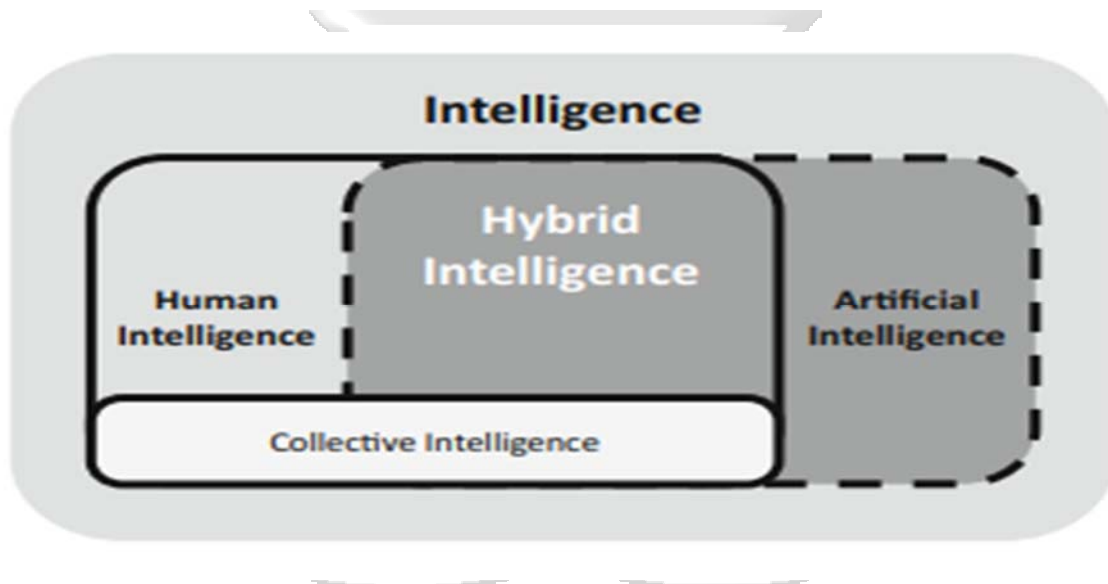 Intelligence
Hybrid
Intelligence
Human
Intelligence
Artificial
Intelligence
Collective Intelligence